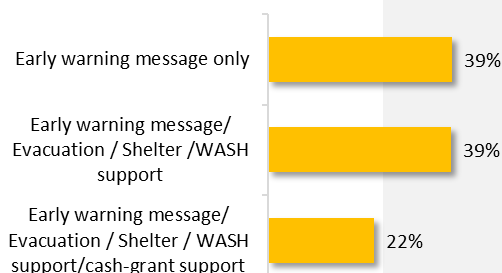 Early warning message only
39%
Early warning message/
Evacuation / Shelter /WASH
support
39%
Early warning message/
Evacuation / Shelter / WASH
support/cash-grant support
22%